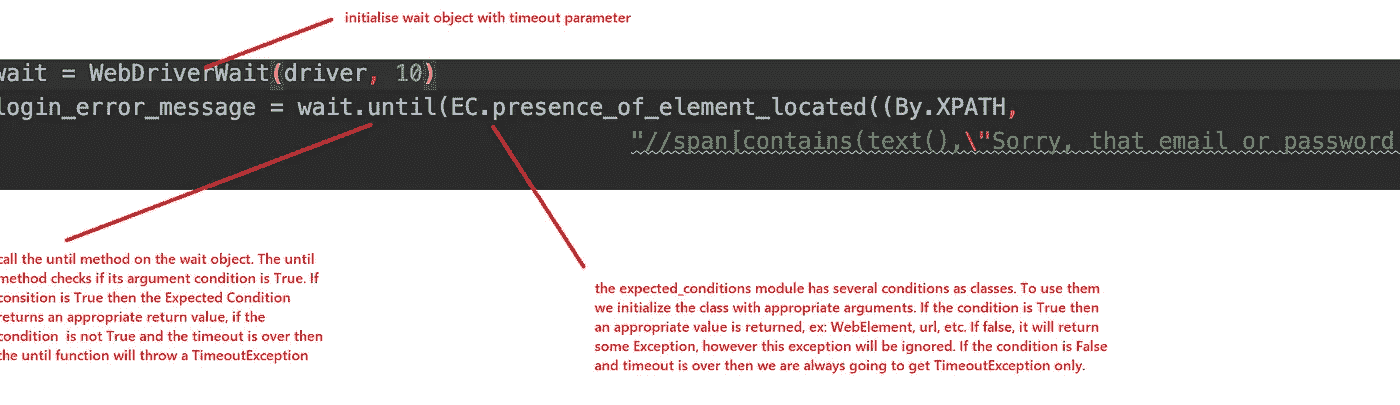 initialise wait object with timeout parameter
wait = WebDriverWait(driver, 10)
login_error_message = wait.until(EC.presence_of_element_located((By.XPATH,
"//span[contains(text(),\"Sorry, that email or password
call the until method on the wait object. The until
method checks if its argument condition is True. If
consition is True then the Expected Condition
returns an appropriate return value, if the
condition is not True and the timeout is over then
the until function will throw a TimeoutException
the expected_conditions module has several conditions as classes. To use them
we initialize the class with appropriate arguments. If the condition is True then
an appropriate value is returned, ex: WebElement, url, etc. If false, it will return
some Exception, however this exception will be ignored. If the condition is False
and timeout is over then we are always going to get TimeoutException only.